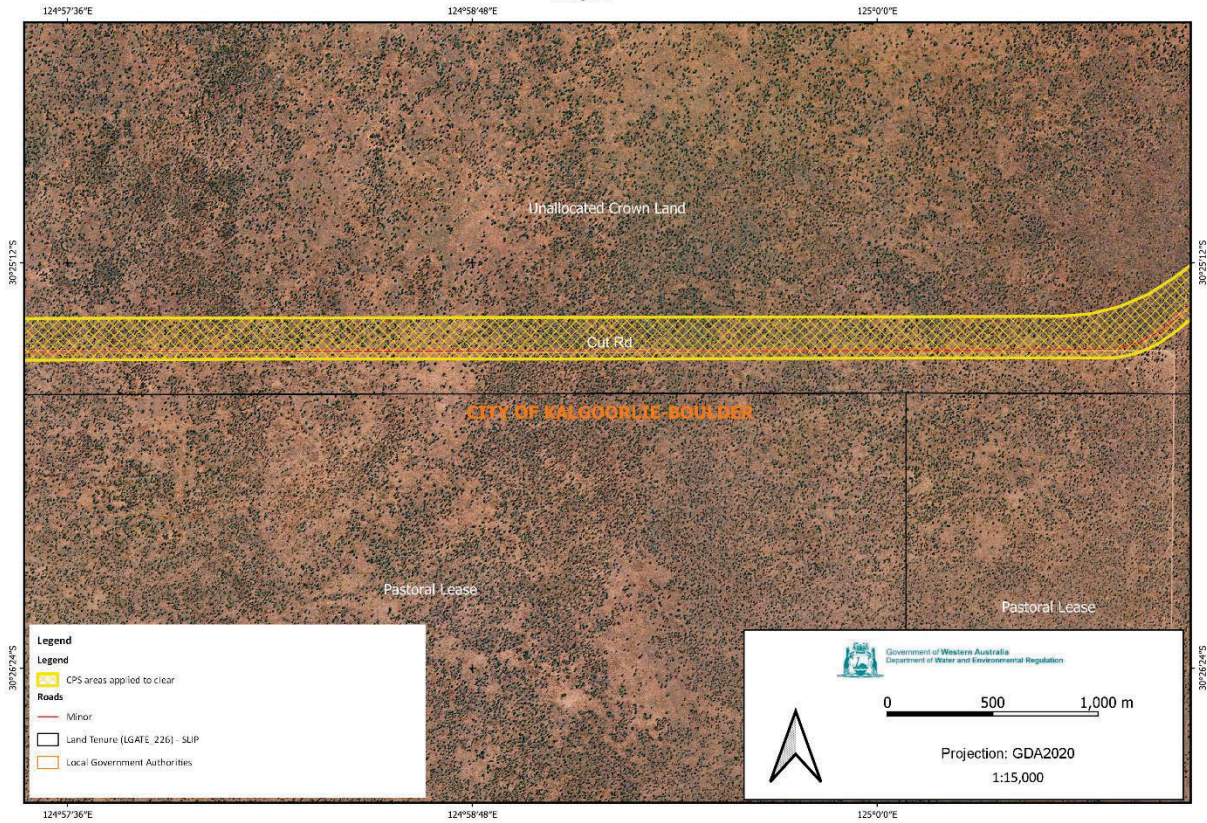 124°57'36"E 124°58'48"E 125°0'0"E
Unallocated Crown Land
30°25'12"S 30°25'12"S
Cut Rd
CITY OF KALGOORLIE-BOULDER
Pastoral Lease
Pastoral Lease
30°26'24"S 30°26'24"S
Legend
Legend
CPS areas applied to clear
Roads
Minor
Land Tenure (LGATE_226) - SLIP
Local Government Authorities
Government of Western Australia
Department of Water and Environmental Regulation
0 500 1,000 m
Projection: GDA2020
1:15,000
124°57'36"E 124°58'48"E 125°0'0"E